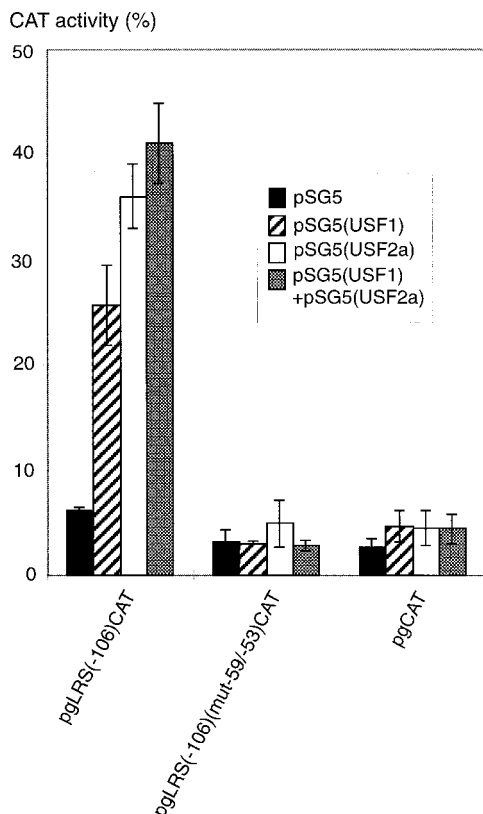 CAT activity (%)
50
40
30
20
10
0
pSG5
pSG5(USF1)
pSG5(USF2a)
pSG5(USF1)
+pSG5(USF2a)
pgLRS(-106)CAT
pgLRS(-106)(mut-59/-53)CAT
pgCAT